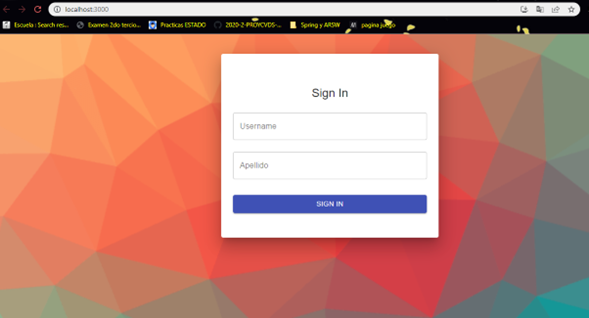 localhost:3000
Escuela : Search res... Examen 2do tercio... Practicas ESTADO 2020-2-PROYCVDS-... Spring y ARSW pagina juego
Sign In
Username
Apellido
SIGN IN